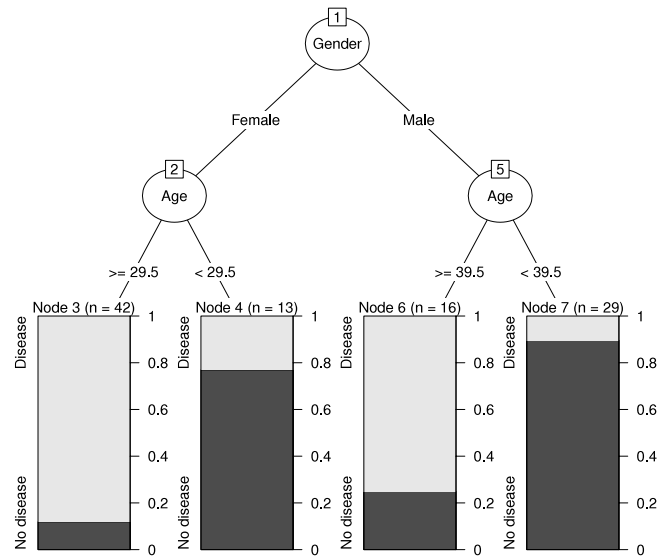 1
Gender
Female Male
2 5
Age Age
>= 29.5 < 29.5 >= 39.5 < 39.5
Node 3 (n = 42) Node 4 (n = 13) Node 6 (n = 16) Node 7 (n = 29)
No disease Disease
0
0.2
0.4
0.6
0.8
1
No disease Disease
0
0.2
0.4
0.6
0.8
1
No disease Disease
0
0.2
0.4
0.6
0.8
1
No disease Disease
0
0.2
0.4
0.6
0.8
1